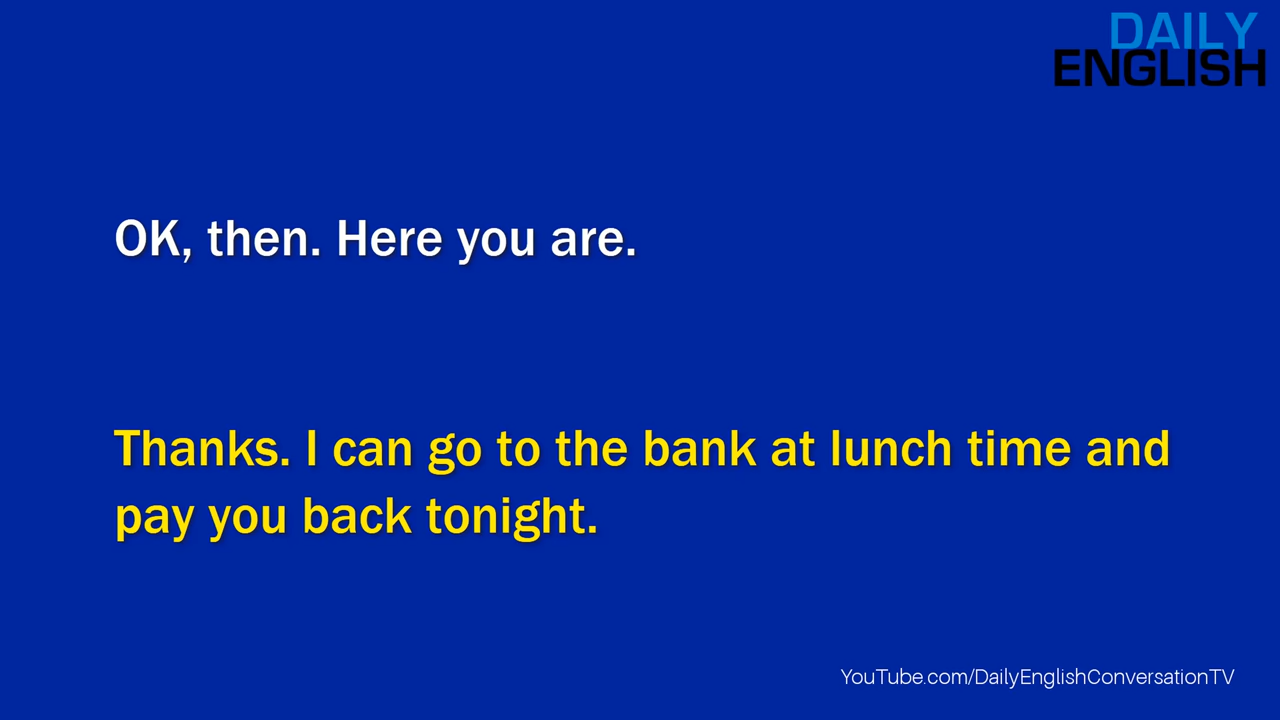 DAILY
ENGLISH
OK, then. Here you are.
Thanks. I can go to the bank at lunch time and
pay you back tonight.
YouTube.com/DailyEnglishConversationTV